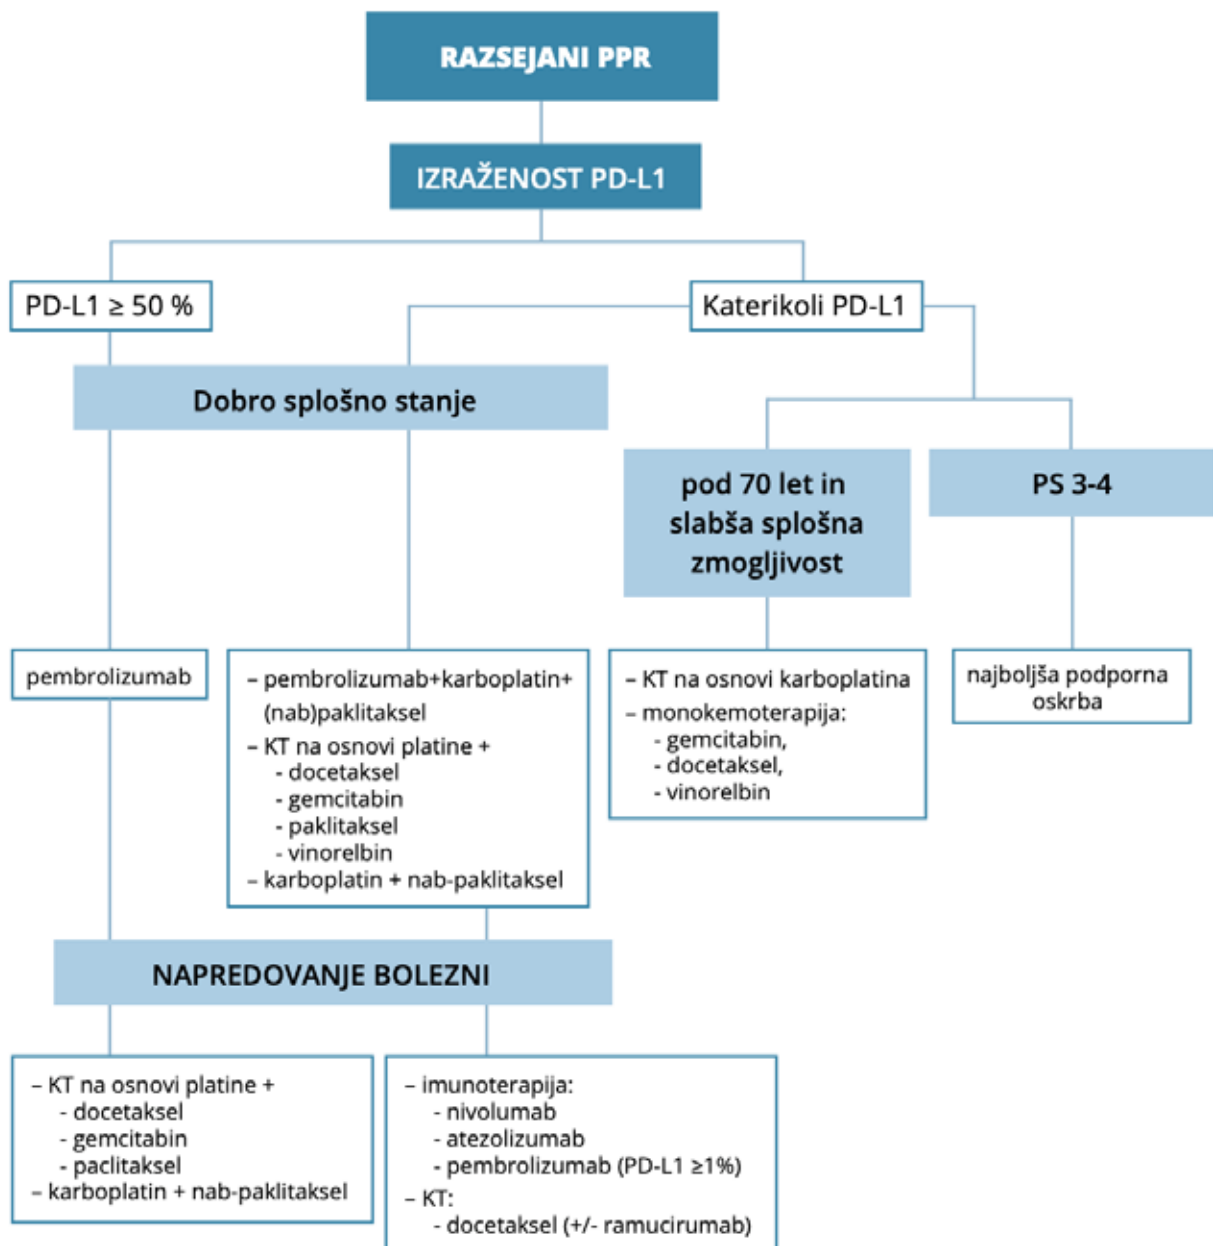 RAZSEJANI PPR
IZRAŽENOST PD-L1
PD-L1 ≥ 50 %
Katerikoli PD-L1
Dobro splošno stanje
pod 70 let in
slabša splošna
zmogljivost
PS 3-4
pembrolizumab
– pembrolizumab+karboplatin+
(nab)paklitaksel
– KT na osnovi platine +
- docetaksel
- gemcitabin
- paklitaksel
- vinorelbin
– karboplatin + nab-paklitaksel
– KT na osnovi karboplatina
– monokemoterapija:
- gemcitabin,
- docetaksel,
- vinorelbin
najboljša podporna
oskrba
NAPREDOVANJE BOLEZNI
– KT na osnovi platine +
- docetaksel
- gemcitabin
- paclitaksel
– karboplatin + nab-paklitaksel
– imunoterapija:
- nivolumab
- atezolizumab
- pembrolizumab (PD-L1 ≥1%)
– KT:
- docetaksel (+/- ramucirumab)